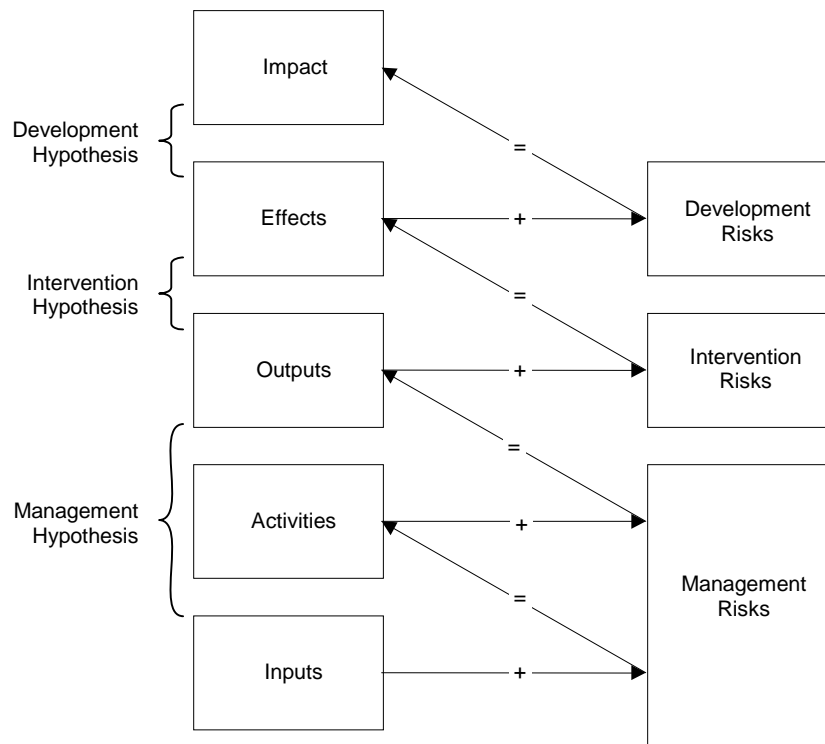 Impact
Development
Hypothesis
=
Effects
+
Development
Risks
Intervention
Hypothesis
=
Outputs
+
Intervention
Risks
=
Management
Hypothesis
Activities
+
Management
Risks
=
Inputs
+